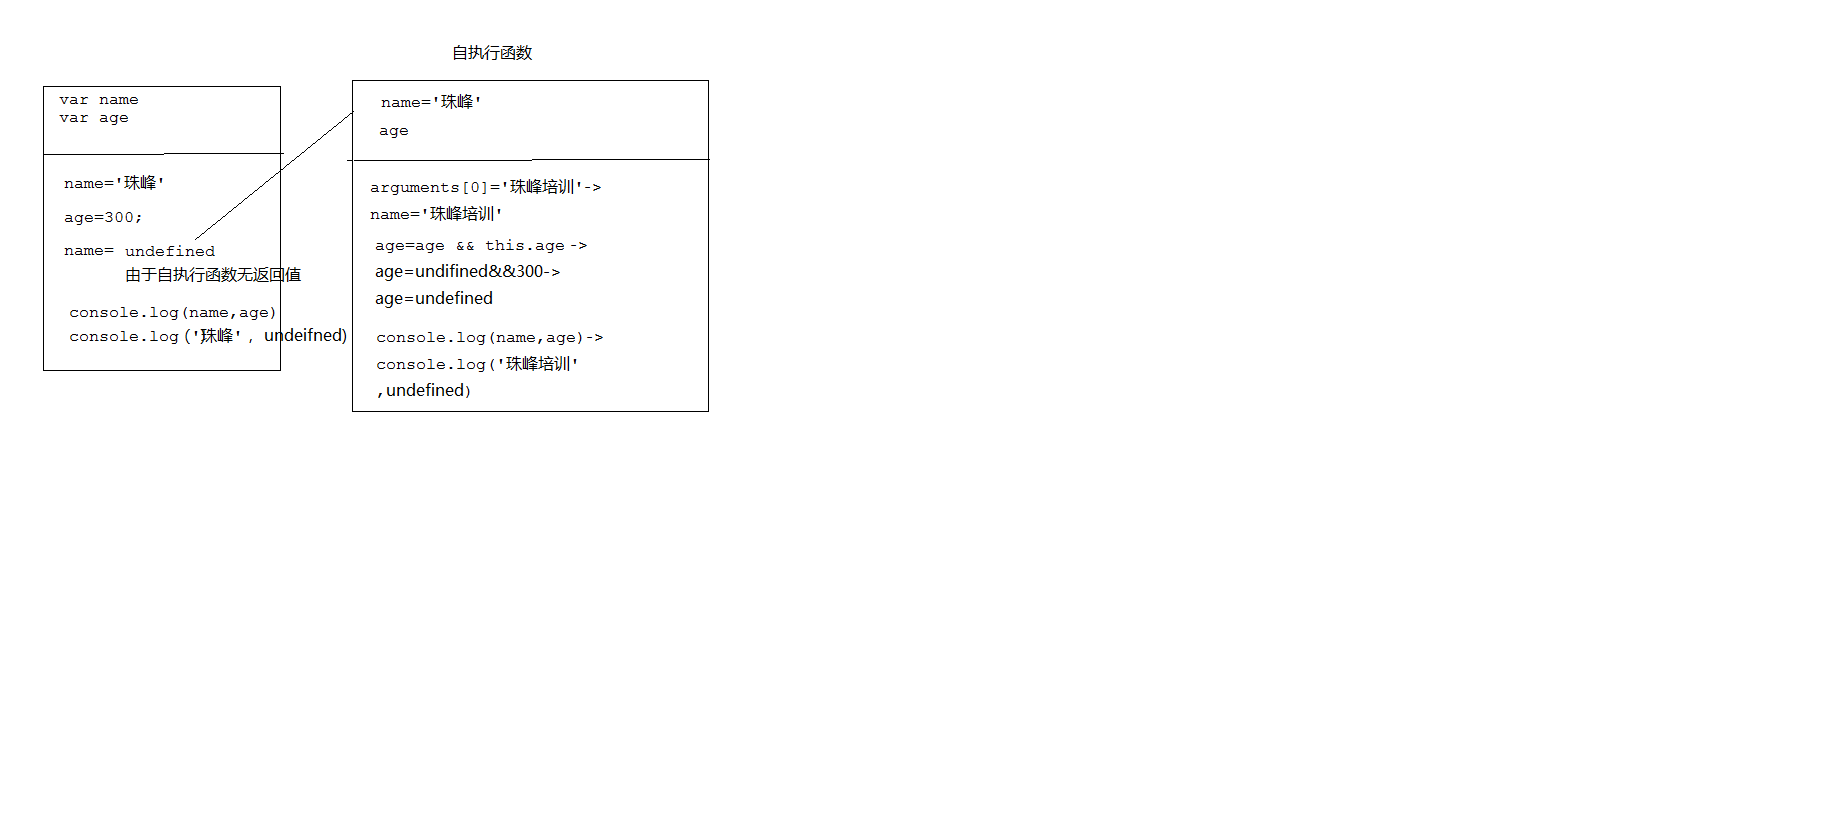 自执行函数
var name
var age
name='珠峰'
age=300;
name= undefined
由于自执行函数无返回值
console.log(name,age)
console.log('珠峰', undeifned)
name='珠峰'
age
arguments[0]='珠峰培训'->
name='珠峰培训'
age=age && this.age ->
age=undifined&&300->
age=undefined
console.log(name,age)->
console.log('珠峰培训'
,undefined)